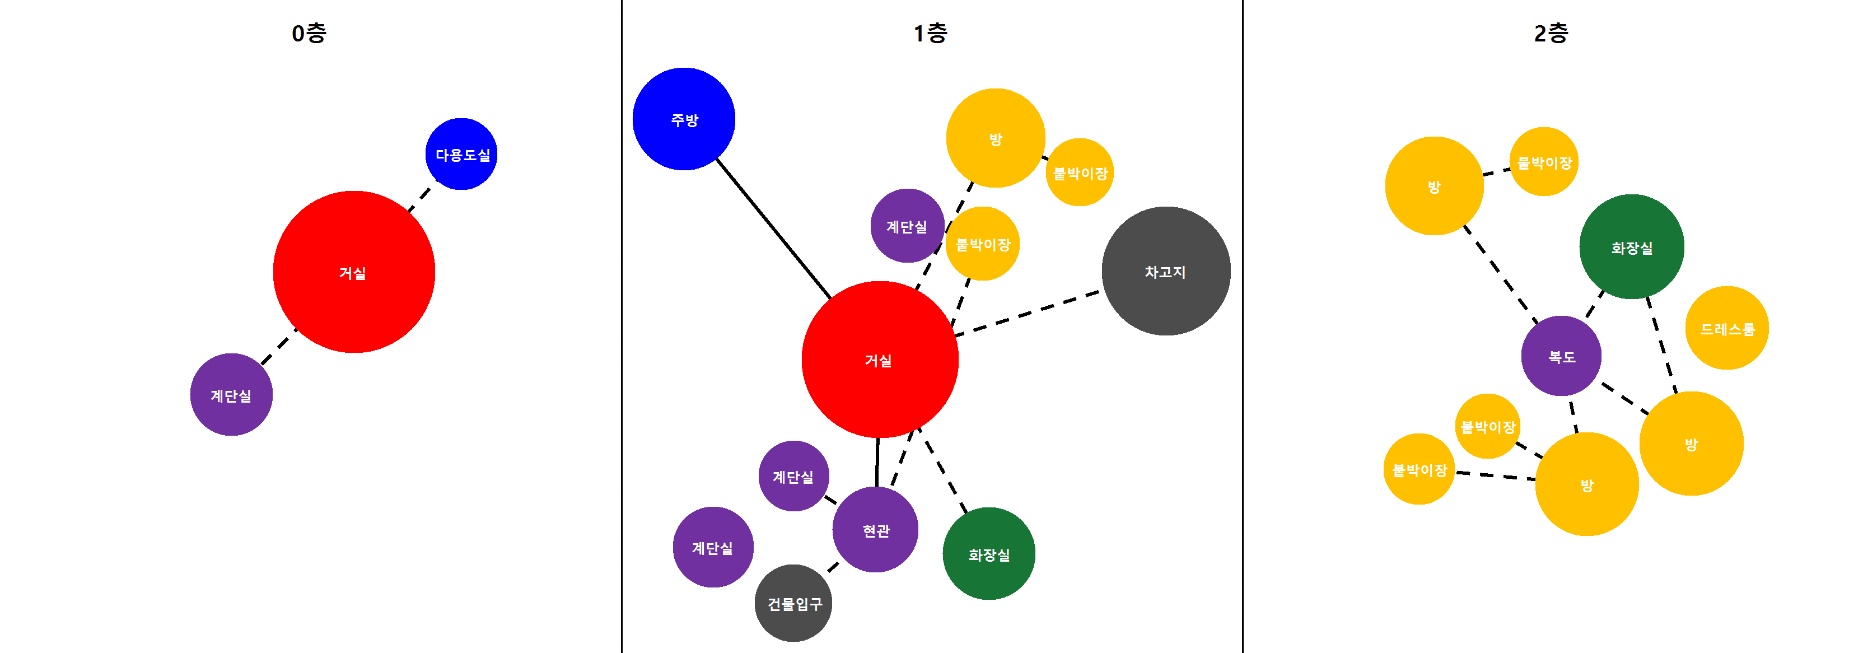 0층
다용도실
거실
계단실
1층
주방
방
붙박이장
계단실
붙박이장
차고지
거실
계단실
현관
계단실
화장실
건물입구
2층
방
붙박이장
화장실
드레스룸
복도
붙박이장
방
붙박이장
방